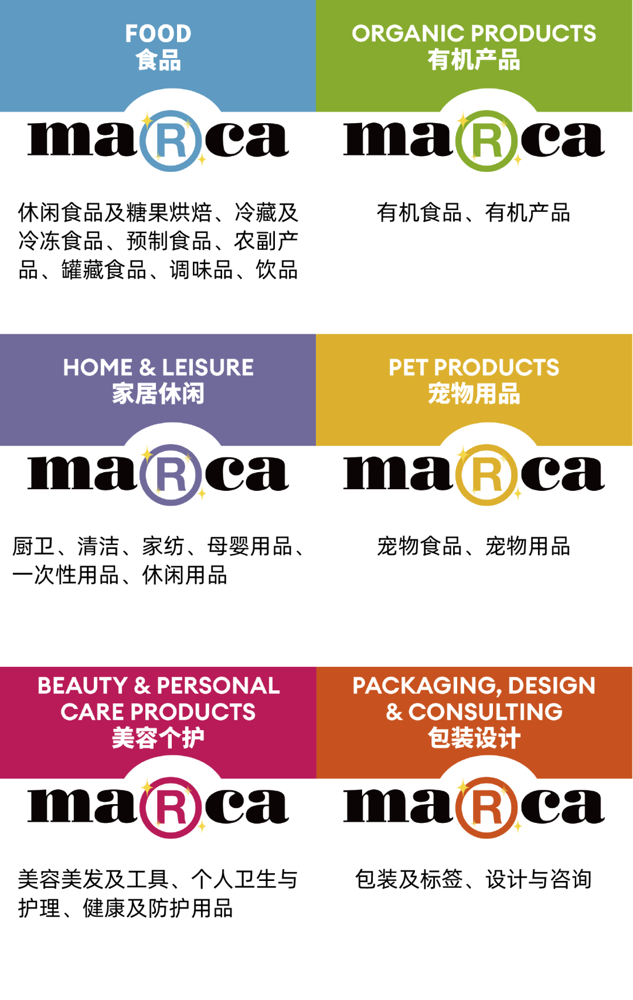 FOOD
食品
maRca
休闲食品及糖果烘焙、冷藏及
冷冻食品、预制食品、农副产
品、罐藏食品、调味品、饮品
ORGANIC PRODUCTS
有机产品
maRca
有机食品、有机产品
HOME & LEISURE
家居休闲
maRca
厨卫、清洁、家纺、母婴用品、
一次性用品、休闲用品
PET PRODUCTS
宠物用品
maRca
宠物食品、宠物用品
BEAUTY & PERSONAL
CARE PRODUCTS
美容个护
maRca
美容美发及工具、个人卫生与
护理、健康及防护用品
PACKAGING, DESIGN
& CONSULTING
包装设计
maRca
包装及标签、设计与咨询